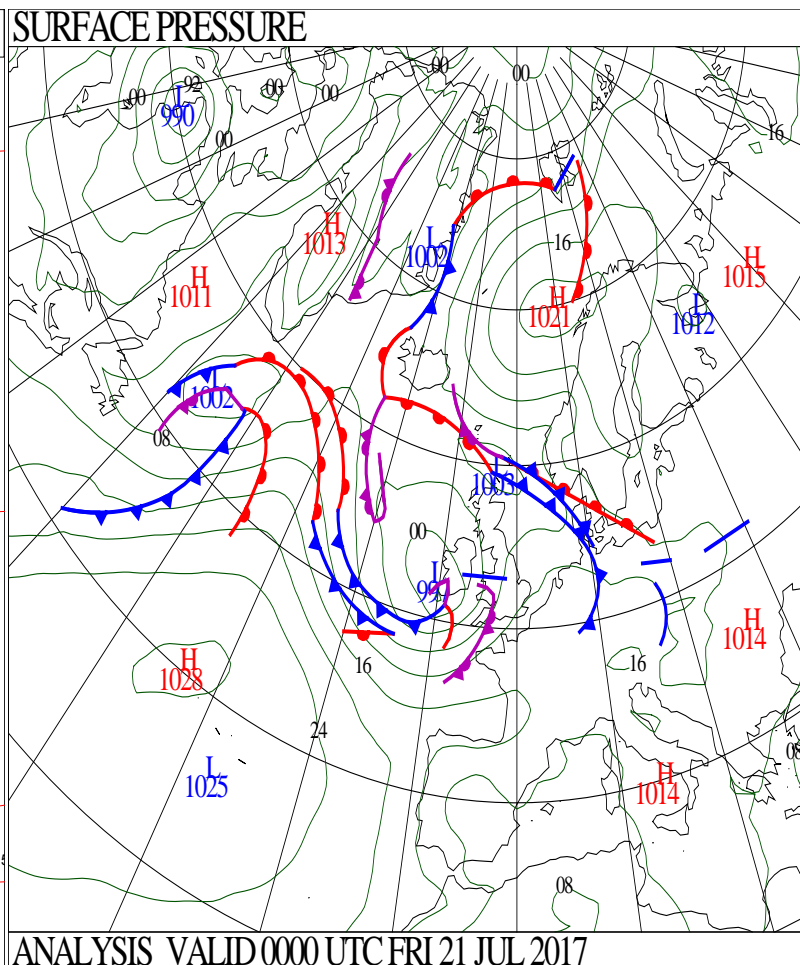 SURFACE PRESSURE
00
00
92
00
00
00
L
990
16
00
H
1013
L
1002
16
H
1015
H
1011
H
1021
L
1012
L
1002
08
L
1003
00
L
99
H
1014
16
H
1028
16
24
08
L
1025
H
1014
08
ANALYSIS VALID 0000 UTC FRI 21 JUL 2017